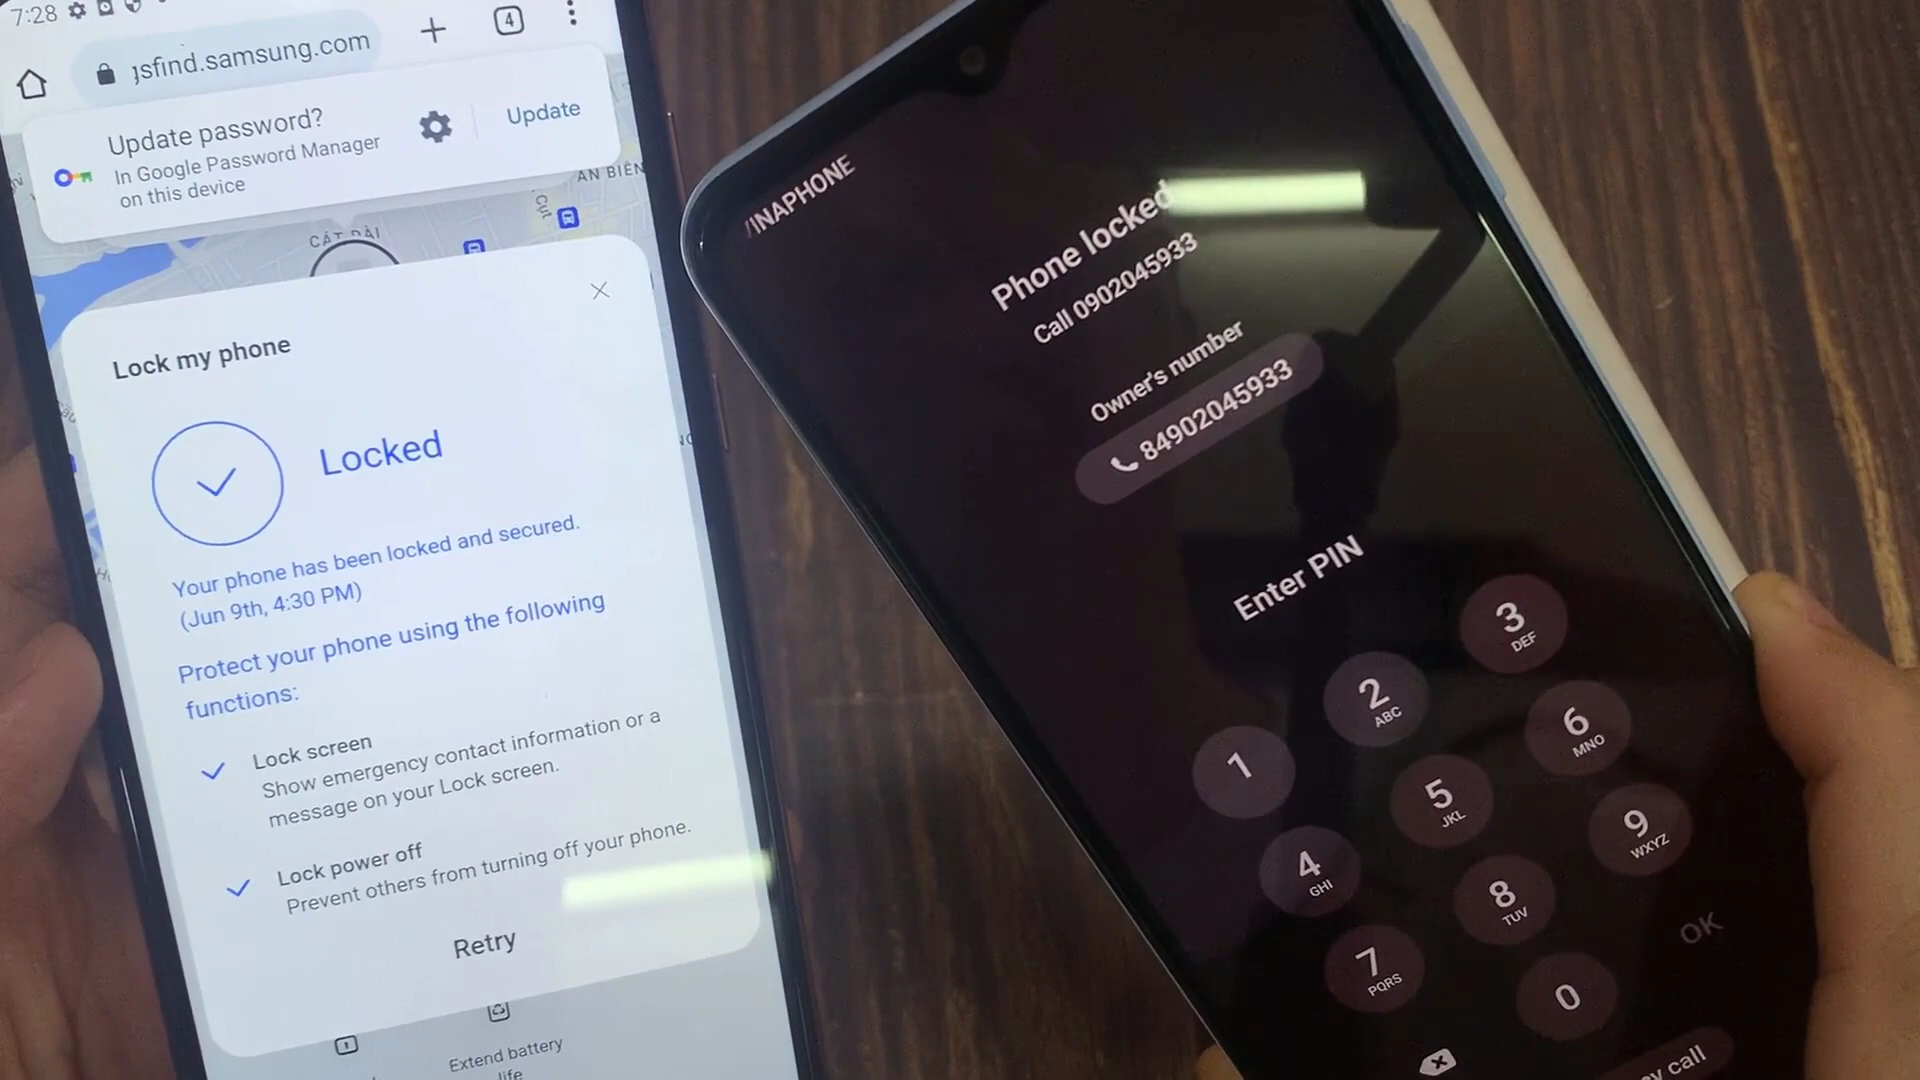 7:28
gsfind.samsung.com
4
Update password?
In Google Password Manager
on this device
Update
AN BIÊN
CÁT DÀI
Lock my phone
Locked
Your phone has been locked and secured.
(Jun 9th, 4:30 PM)
Protect your phone using the following
functions:
Lock screen
Show emergency contact information or a
message on your Lock screen.
Lock power off
Prevent others from turning off your phone.
Retry
Extend battery
life
VINAPHONE
Phone locked
Call 0902045933
Owner's number
84902045933
Enter PIN
1
2 ABC
3 DEF
4 GHI
5 JKL
6 MNO
7 PQRS
8 TUV
9 WXYZ
0
OK
call